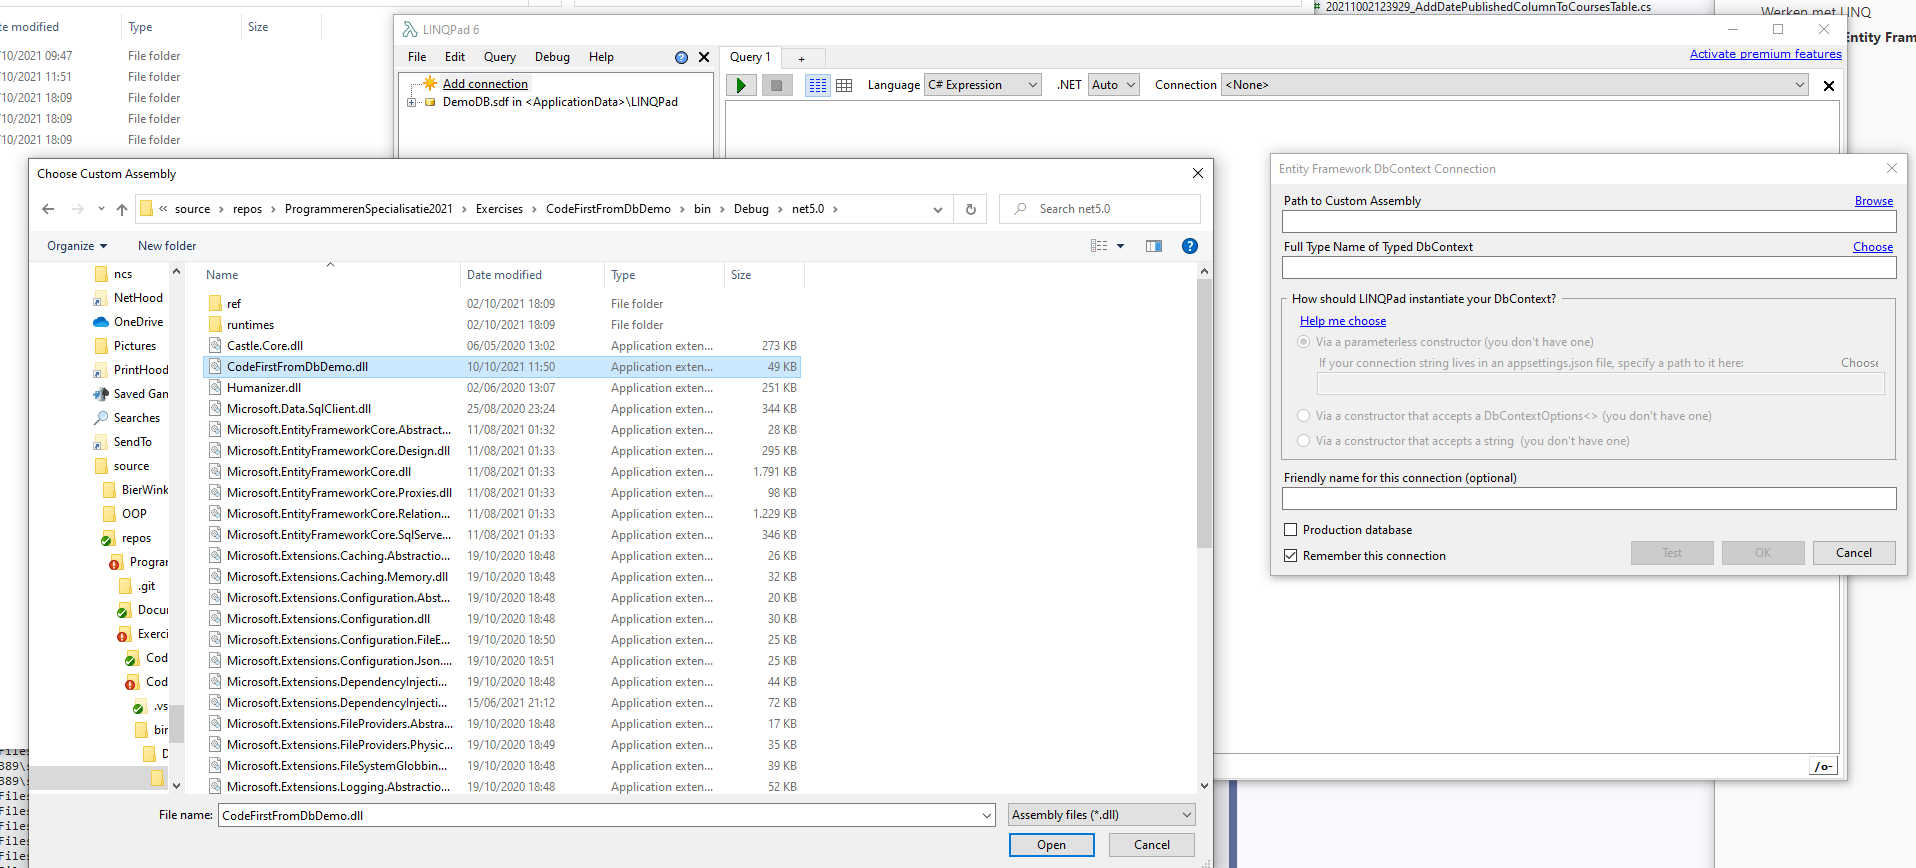 20211002123929_AddDatePublishedColumnToCoursesTable.cs
Werken met LINQ
Entity Fram
te modified Type Size
/10/2021 09:47 File folder
/10/2021 11:51 File folder
/10/2021 18:09 File folder
/10/2021 18:09 File folder
/10/2021 18:09 File folder
LINQPad 6
File Edit Query Debug Help
Query 1 +
Activate premium features
Add connection
DemoDB.sdf in <ApplicationData>\LINQPad
Language C# Expression .NET Auto Connection <None>
Choose Custom Assembly
« source › repos › ProgrammerenSpecialisatie2021 › Exercises › CodeFirstFromDbDemo › bin › Debug › net5.0 ›
Search net5.0
Organize New folder
ncs
NetHood
OneDrive
Pictures
PrintHood
Saved Gan
Searches
SendTo
source
BierWink
OOP
repos
Program
.git
Docu
Exerci
Cod
Cod
.vs
bin
D
Name Date modified Type Size
ref 02/10/2021 18:09 File folder
runtimes 02/10/2021 18:09 File folder
Castle.Core.dll 06/05/2020 13:02 Application exten... 273 KB
CodeFirstFromDbDemo.dll 10/10/2021 11:50 Application exten... 49 KB
Humanizer.dll 02/06/2020 13:07 Application exten... 251 KB
Microsoft.Data.SqlClient.dll 25/08/2020 23:24 Application exten... 344 KB
Microsoft.EntityFrameworkCore.Abstract... 11/08/2021 01:32 Application exten... 28 KB
Microsoft.EntityFrameworkCore.Design.dll 11/08/2021 01:33 Application exten... 295 KB
Microsoft.EntityFrameworkCore.dll 11/08/2021 01:33 Application exten... 1.791 KB
Microsoft.EntityFrameworkCore.Proxies.dll 11/08/2021 01:33 Application exten... 98 KB
Microsoft.EntityFrameworkCore.Relation... 11/08/2021 01:33 Application exten... 1.229 KB
Microsoft.EntityFrameworkCore.SqlServe... 11/08/2021 01:33 Application exten... 346 KB
Microsoft.Extensions.Caching.Abstractio... 19/10/2020 18:48 Application exten... 26 KB
Microsoft.Extensions.Caching.Memory.dll 19/10/2020 18:48 Application exten... 32 KB
Microsoft.Extensions.Configuration.Abst... 19/10/2020 18:48 Application exten... 20 KB
Microsoft.Extensions.Configuration.dll 19/10/2020 18:48 Application exten... 30 KB
Microsoft.Extensions.Configuration.FileE... 19/10/2020 18:50 Application exten... 25 KB
Microsoft.Extensions.Configuration.Json.... 19/10/2020 18:51 Application exten... 25 KB
Microsoft.Extensions.DependencyInjecti... 19/10/2020 18:48 Application exten... 44 KB
Microsoft.Extensions.DependencyInjecti... 15/06/2021 21:12 Application exten... 72 KB
Microsoft.Extensions.FileProviders.Abstra... 19/10/2020 18:48 Application exten... 17 KB
Microsoft.Extensions.FileProviders.Physic... 19/10/2020 18:49 Application exten... 35 KB
Microsoft.Extensions.FileSystemGlobbin... 19/10/2020 18:48 Application exten... 39 KB
Microsoft.Extensions.Logging.Abstractio... 19/10/2020 18:48 Application exten... 52 KB
File name: CodeFirstFromDbDemo.dll Assembly files (*.dll)
Open Cancel
Entity Framework DbContext Connection
Path to Custom Assembly Browse
Full Type Name of Typed DbContext Choose
How should LINQPad instantiate your DbContext?
Help me choose
Via a parameterless constructor (you don't have one)
If your connection string lives in an appsettings.json file, specify a path to it here: Choose
Via a constructor that accepts a DbContextOptions<> (you don't have one)
Via a constructor that accepts a string (you don't have one)
Friendly name for this connection (optional)
Production database
Remember this connection
Test OK Cancel
/o-
Files
389\s
389\s
Files
Files
Files
Files
Files